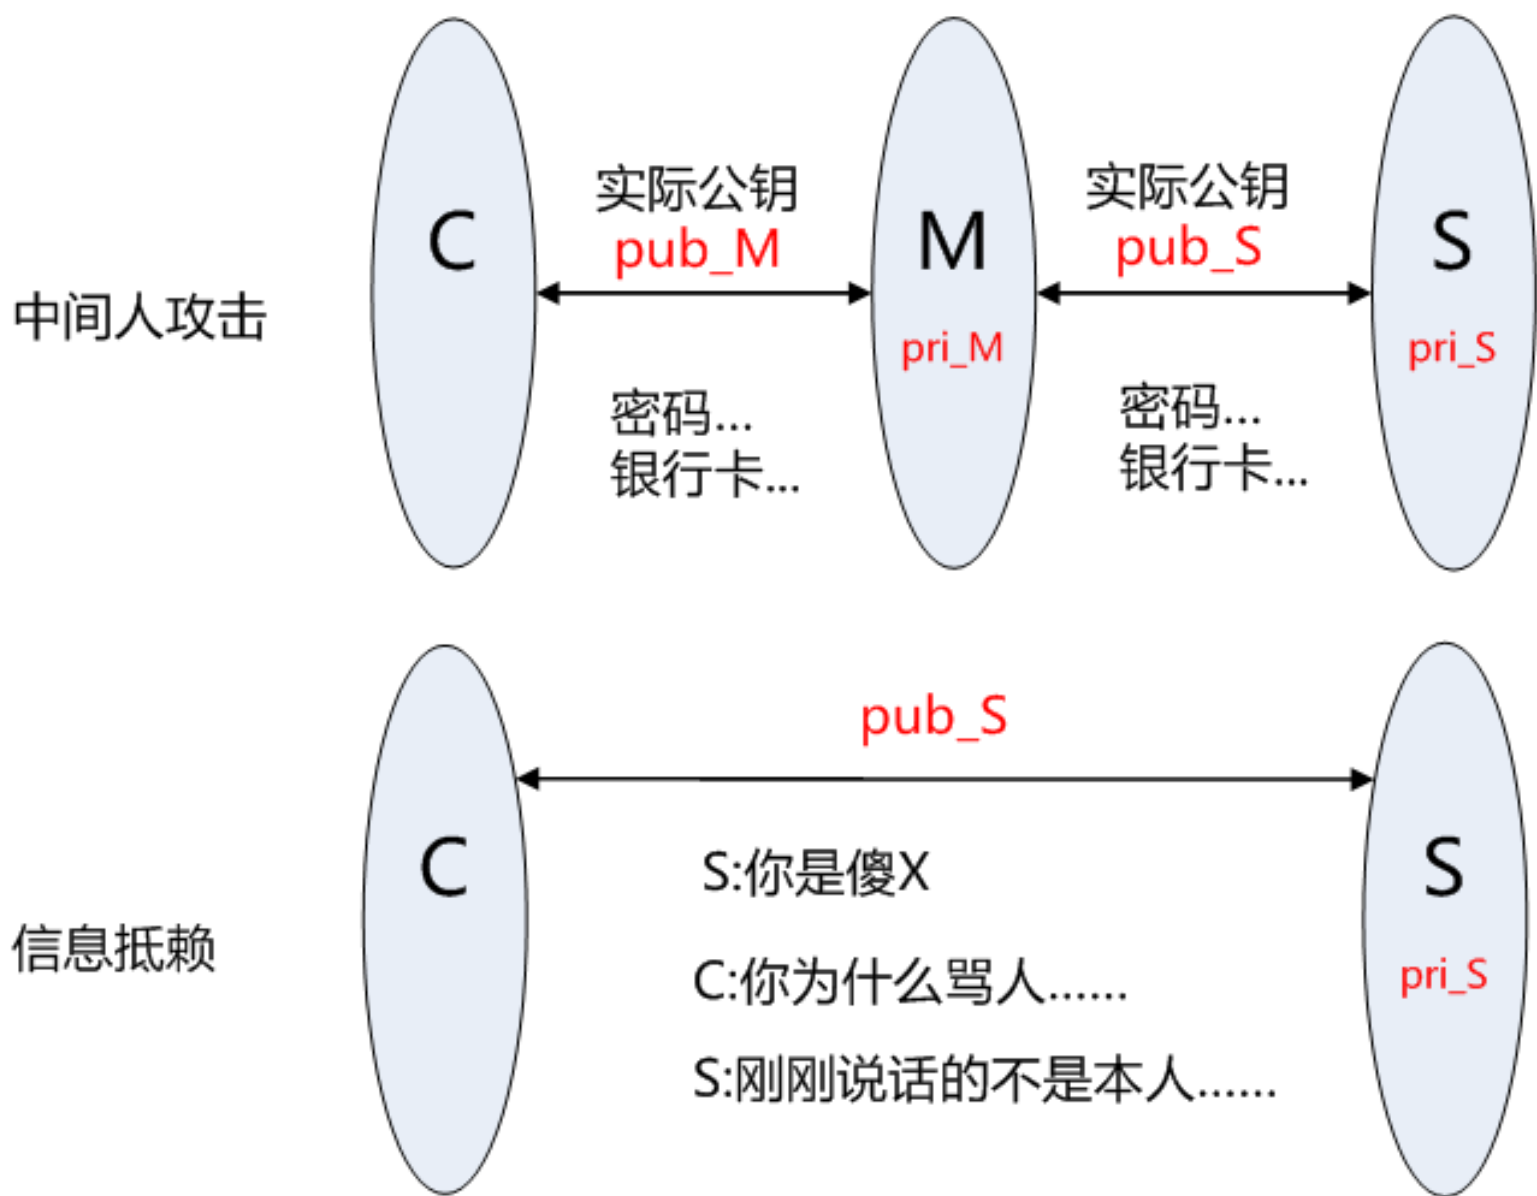 中间人攻击
C
实际公钥
pub_M
密码...
银行卡...
M
pri_M
实际公钥
pub_S
密码...
银行卡...
S
pri_S
信息抵赖
C
pub_S
S:你是傻X
C:你为什么骂人......
S:刚刚说话的不是本人......
S
pri_S